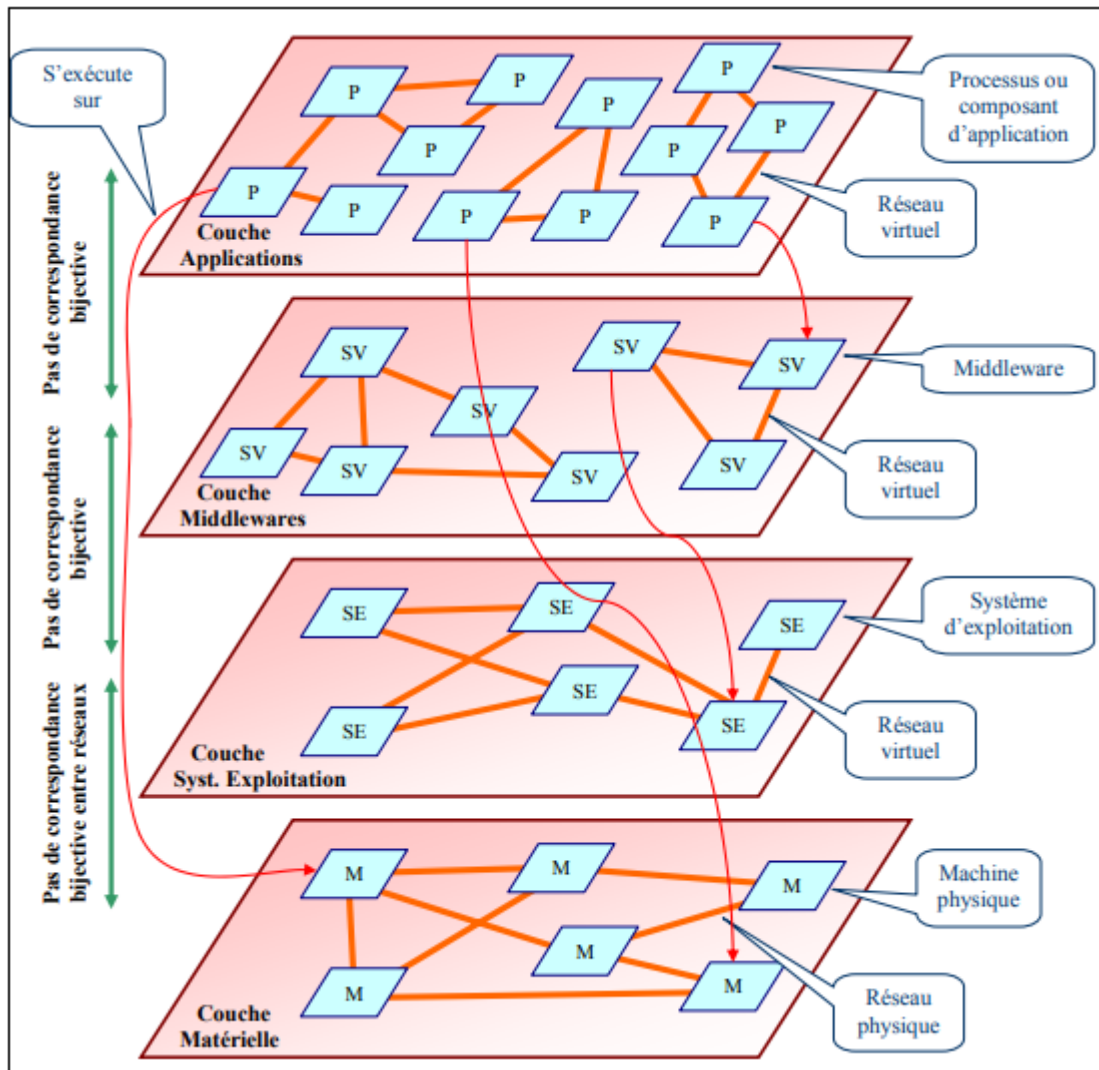 S’exécute
sur
Processus ou
composant
d’application
Réseau
virtuel
P
P
P
P
P
P
P
P
P
P
P
P
P
Couche
Applications
Pas de correspondance
bijective
Middleware
Réseau
virtuel
SV
SV
SV
SV
SV
SV
SV
SV
Couche
Middlewares
Pas de correspondance
bijective
Système
d’exploitation
Réseau
virtuel
SE
SE
SE
SE
SE
SE
Couche
Syst. Exploitation
Pas de correspondance
bijective entre réseaux
Machine
physique
Réseau
physique
M
M
M
M
M
M
Couche
Matérielle